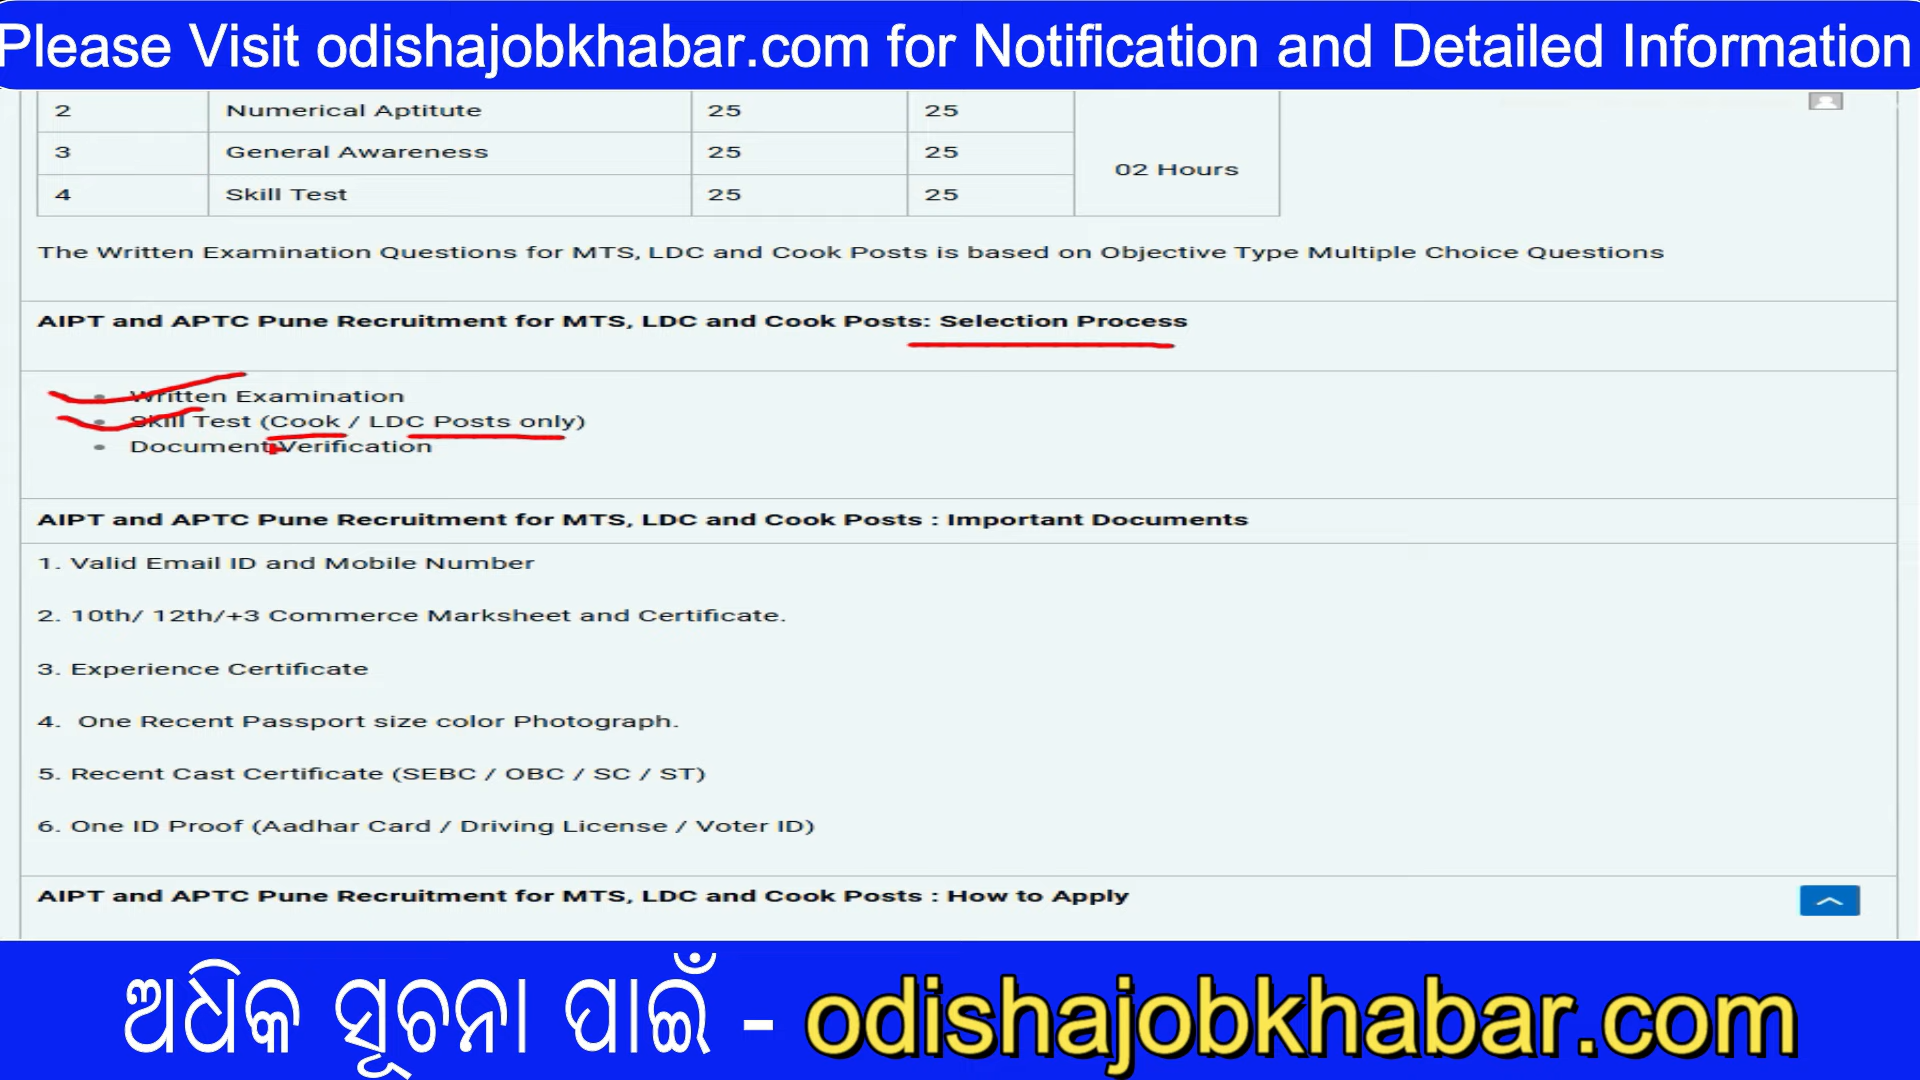 Please Visit odishajobkhabar.com for Notification and Detailed Information
2 Numerical Aptitute 25 25
3 General Awareness 25 25
02 Hours
4 Skill Test 25 25
The Written Examination Questions for MTS, LDC and Cook Posts is based on Objective Type Multiple Choice Questions
AIPT and APTC Pune Recruitment for MTS, LDC and Cook Posts: Selection Process
Written Examination
Skill Test (Cook / LDC Posts only)
Document Verification
AIPT and APTC Pune Recruitment for MTS, LDC and Cook Posts : Important Documents
1. Valid Email ID and Mobile Number
2. 10th/ 12th/+3 Commerce Marksheet and Certificate.
3. Experience Certificate
4. One Recent Passport size color Photograph.
5. Recent Cast Certificate (SEBC / OBC / SC / ST)
6. One ID Proof (Aadhar Card / Driving License / Voter ID)
AIPT and APTC Pune Recruitment for MTS, LDC and Cook Posts : How to Apply
ଅଧିକ ସୂଚନା ପାଇଁ - odishajobkhabar.com